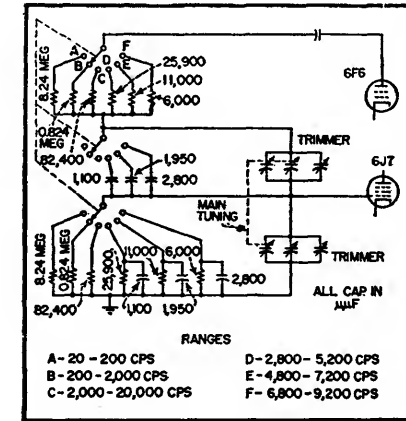 A
F
B
D
E
C
25,900
11,000
6,000
8.24 MEG
0.824 MEG
82,400
6F6
1,950
1,100
2,800
TRIMMER
6J7
MAIN TUNING
TRIMMER
8.24 MEG
0.824 MEG
82,400
25,900
11,000
6,000
1,100
1,950
2,800
ALL CAP. IN
μμF
RANGES
A-20-200 CPS
B-200-2,000 CPS
C-2,000-20,000 CPS
D-2,800-5,200 CPS
E-4,800-7,200 CPS
F-6,800-9,200 CPS